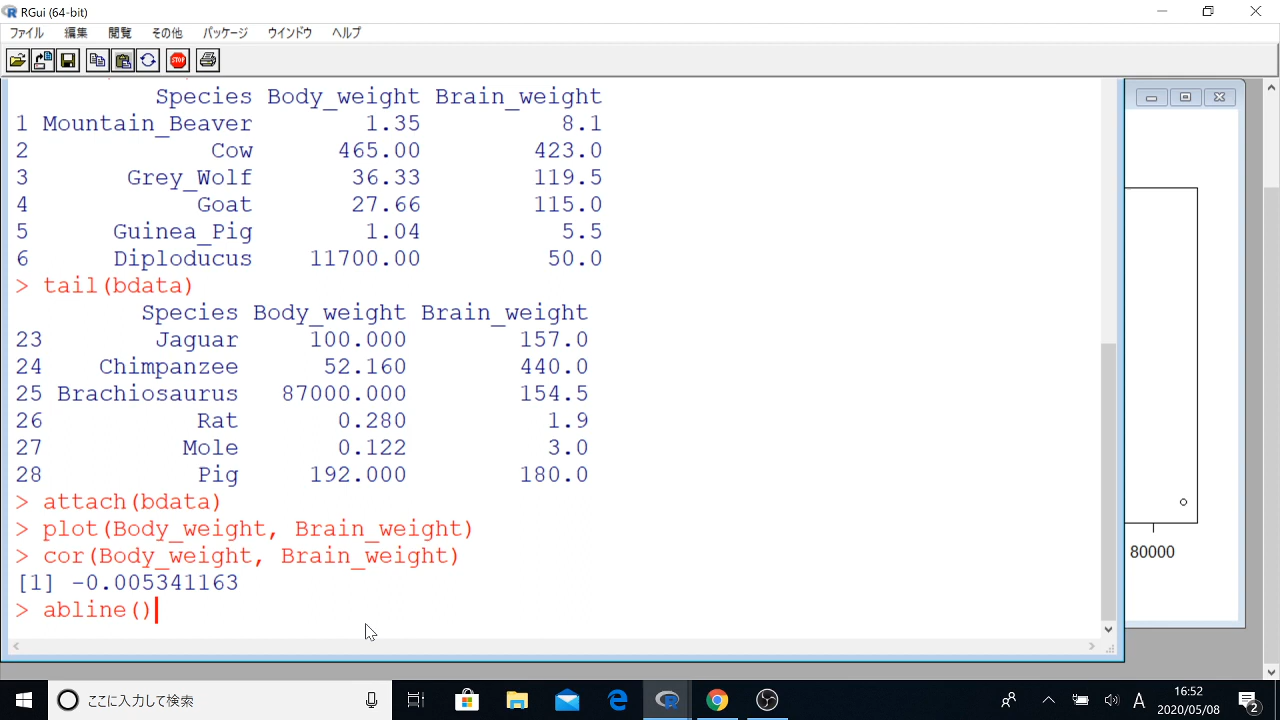 RGui (64-bit)
ファイル 編集 閲覧 その他 パッケージ ウインドウ ヘルプ
STOP
Species Body_weight Brain_weight
1 Mountain_Beaver 1.35 8.1
2 Cow 465.00 423.0
3 Grey_Wolf 36.33 119.5
4 Goat 27.66 115.0
5 Guinea_Pig 1.04 5.5
6 Diploducus 11700.00 50.0
> tail(bdata)
Species Body_weight Brain_weight
23 Jaguar 100.000 157.0
24 Chimpanzee 52.160 440.0
25 Brachiosaurus 87000.000 154.5
26 Rat 0.280 1.9
27 Mole 0.122 3.0
28 Pig 192.000 180.0
> attach(bdata)
> plot(Body_weight, Brain_weight)
> cor(Body_weight, Brain_weight)
[1] -0.005341163
> abline()
80000
ここに入力して検索
A
16:52
2020/05/08
2